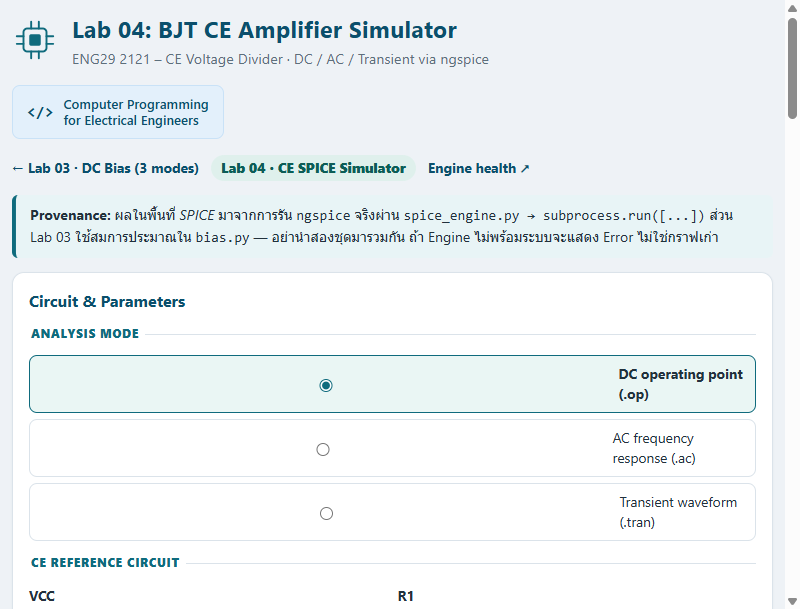 Lab 04: BJT CE Amplifier Simulator
ENG29 2121 – CE Voltage Divider · DC / AC / Transient via ngspice
</> Computer Programming
for Electrical Engineers
← Lab 03 · DC Bias (3 modes) Lab 04 · CE SPICE Simulator Engine health ↗
Provenance: ผลในพื้นที่ SPICE มาจากการรัน ngspice จริงผ่าน spice_engine.py → subprocess.run([...]) ส่วน
Lab 03 ใช้สมการประมาณใน bias.py — อย่านำสองชุดมารวมกัน ถ้า Engine ไม่พร้อมระบบจะแสดง Error ไม่ใช่กราฟเก่า
Circuit & Parameters
ANALYSIS MODE
DC operating point
(.op)
AC frequency
response (.ac)
Transient waveform
(.tran)
CE REFERENCE CIRCUIT
VCC R1